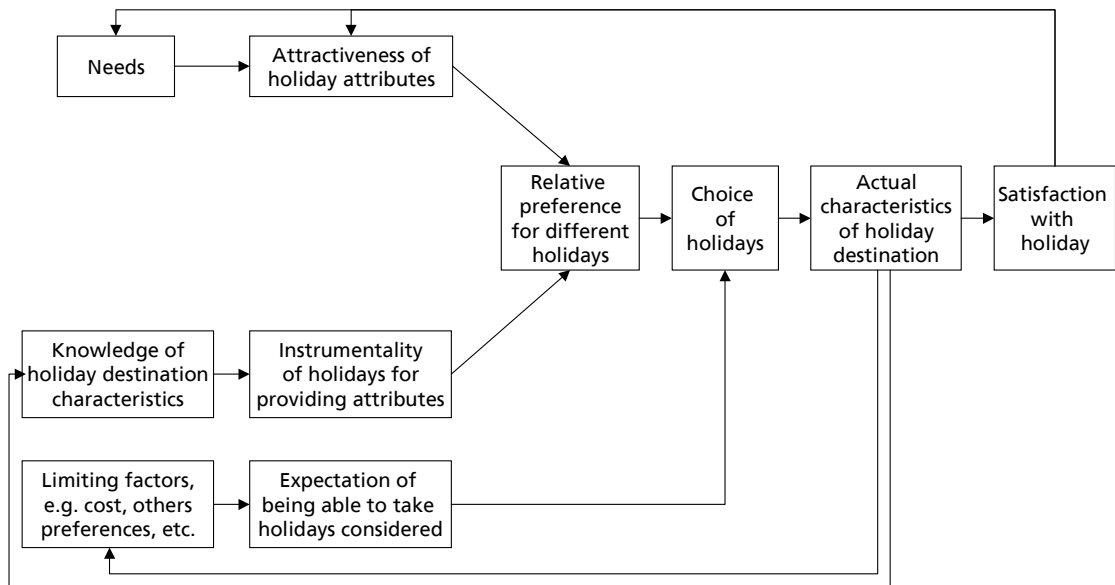 Needs
Attractiveness of
holiday attributes
Relative
preference
for different
holidays
Choice
of
holidays
Actual
characteristics
of holiday
destination
Satisfaction
with
holiday
Knowledge of
holiday destination
characteristics
Instrumentality
of holidays for
providing attributes
Limiting factors,
e.g. cost, others
preferences, etc.
Expectation of
being able to take
holidays considered